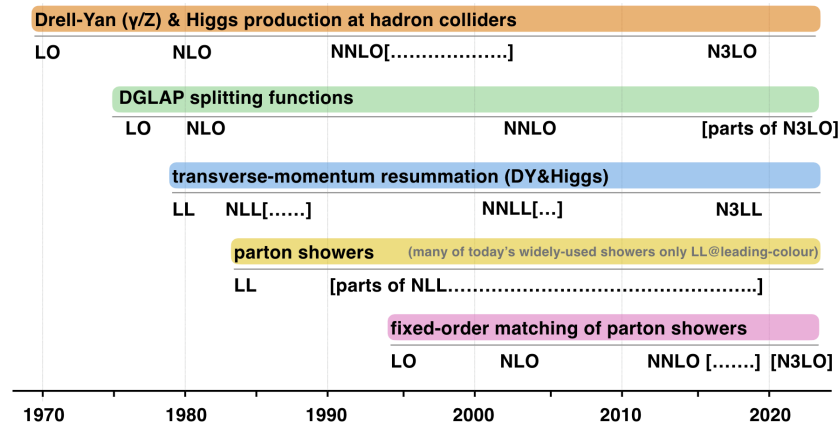 Drell-Yan (γ/Z) & Higgs production at hadron colliders
LO NLO NNLO[....................] N3LO
DGLAP splitting functions
LO NLO NNLO [parts of N3LO]
transverse-momentum resummation (DY&Higgs)
LL NLL[......] NNLL[...] N3LL
parton showers (many of today's widely-used showers only LL@leading-colour)
LL [parts of NLL....................................................]
fixed-order matching of parton showers
LO NLO NNLO [.......] [N3LO]
1970 1980 1990 2000 2010 2020